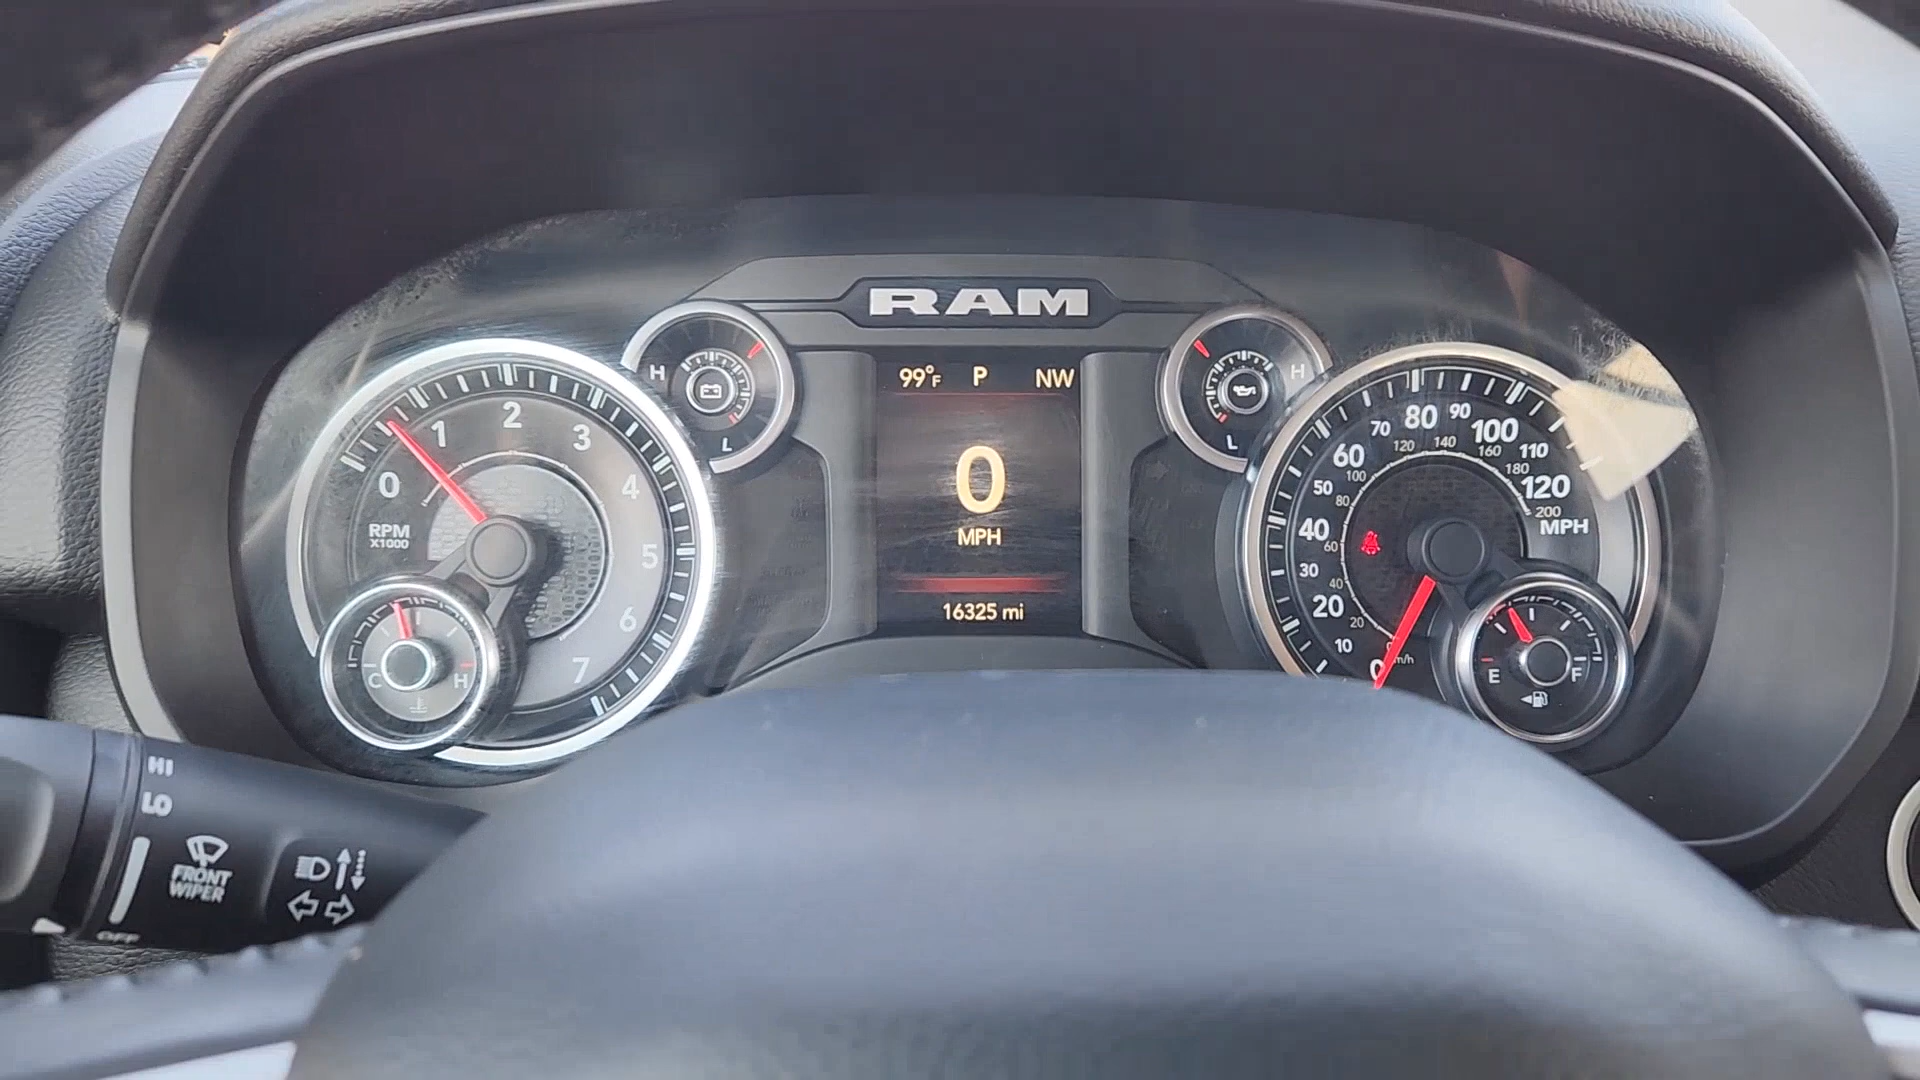 RAM
99°F P NW
0
MPH
16325 mi
0 1 2 3 4 5 6 7
RPM
X1000
C H
H
L
H
L
0 10 20 30 40 50 60 70 80 90 100 110 120
MPH
20 40 60 80 100 120 140 160 180 200
E F
HI
LO
FRONT
WIPER
OFF